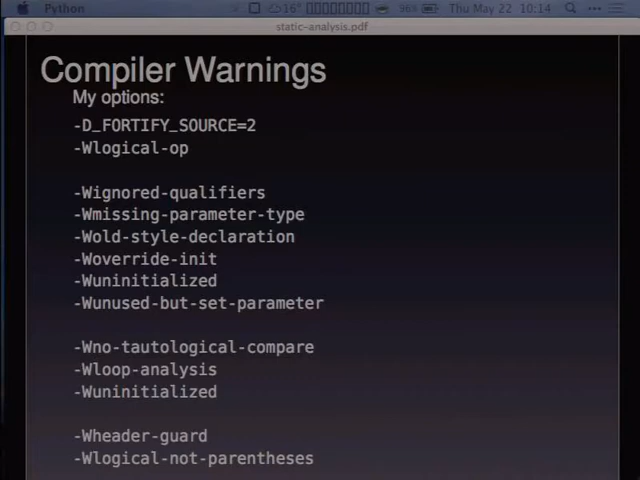 Python 16° 96% Thu May 22 10:14
static-analysis.pdf
Compiler Warnings
My options:
-D_FORTIFY_SOURCE=2
-Wlogical-op
-Wignored-qualifiers
-Wmissing-parameter-type
-Wold-style-declaration
-Woverride-init
-Wuninitialized
-Wunused-but-set-parameter
-Wno-tautological-compare
-Wloop-analysis
-Wuninitialized
-Wheader-guard
-Wlogical-not-parentheses